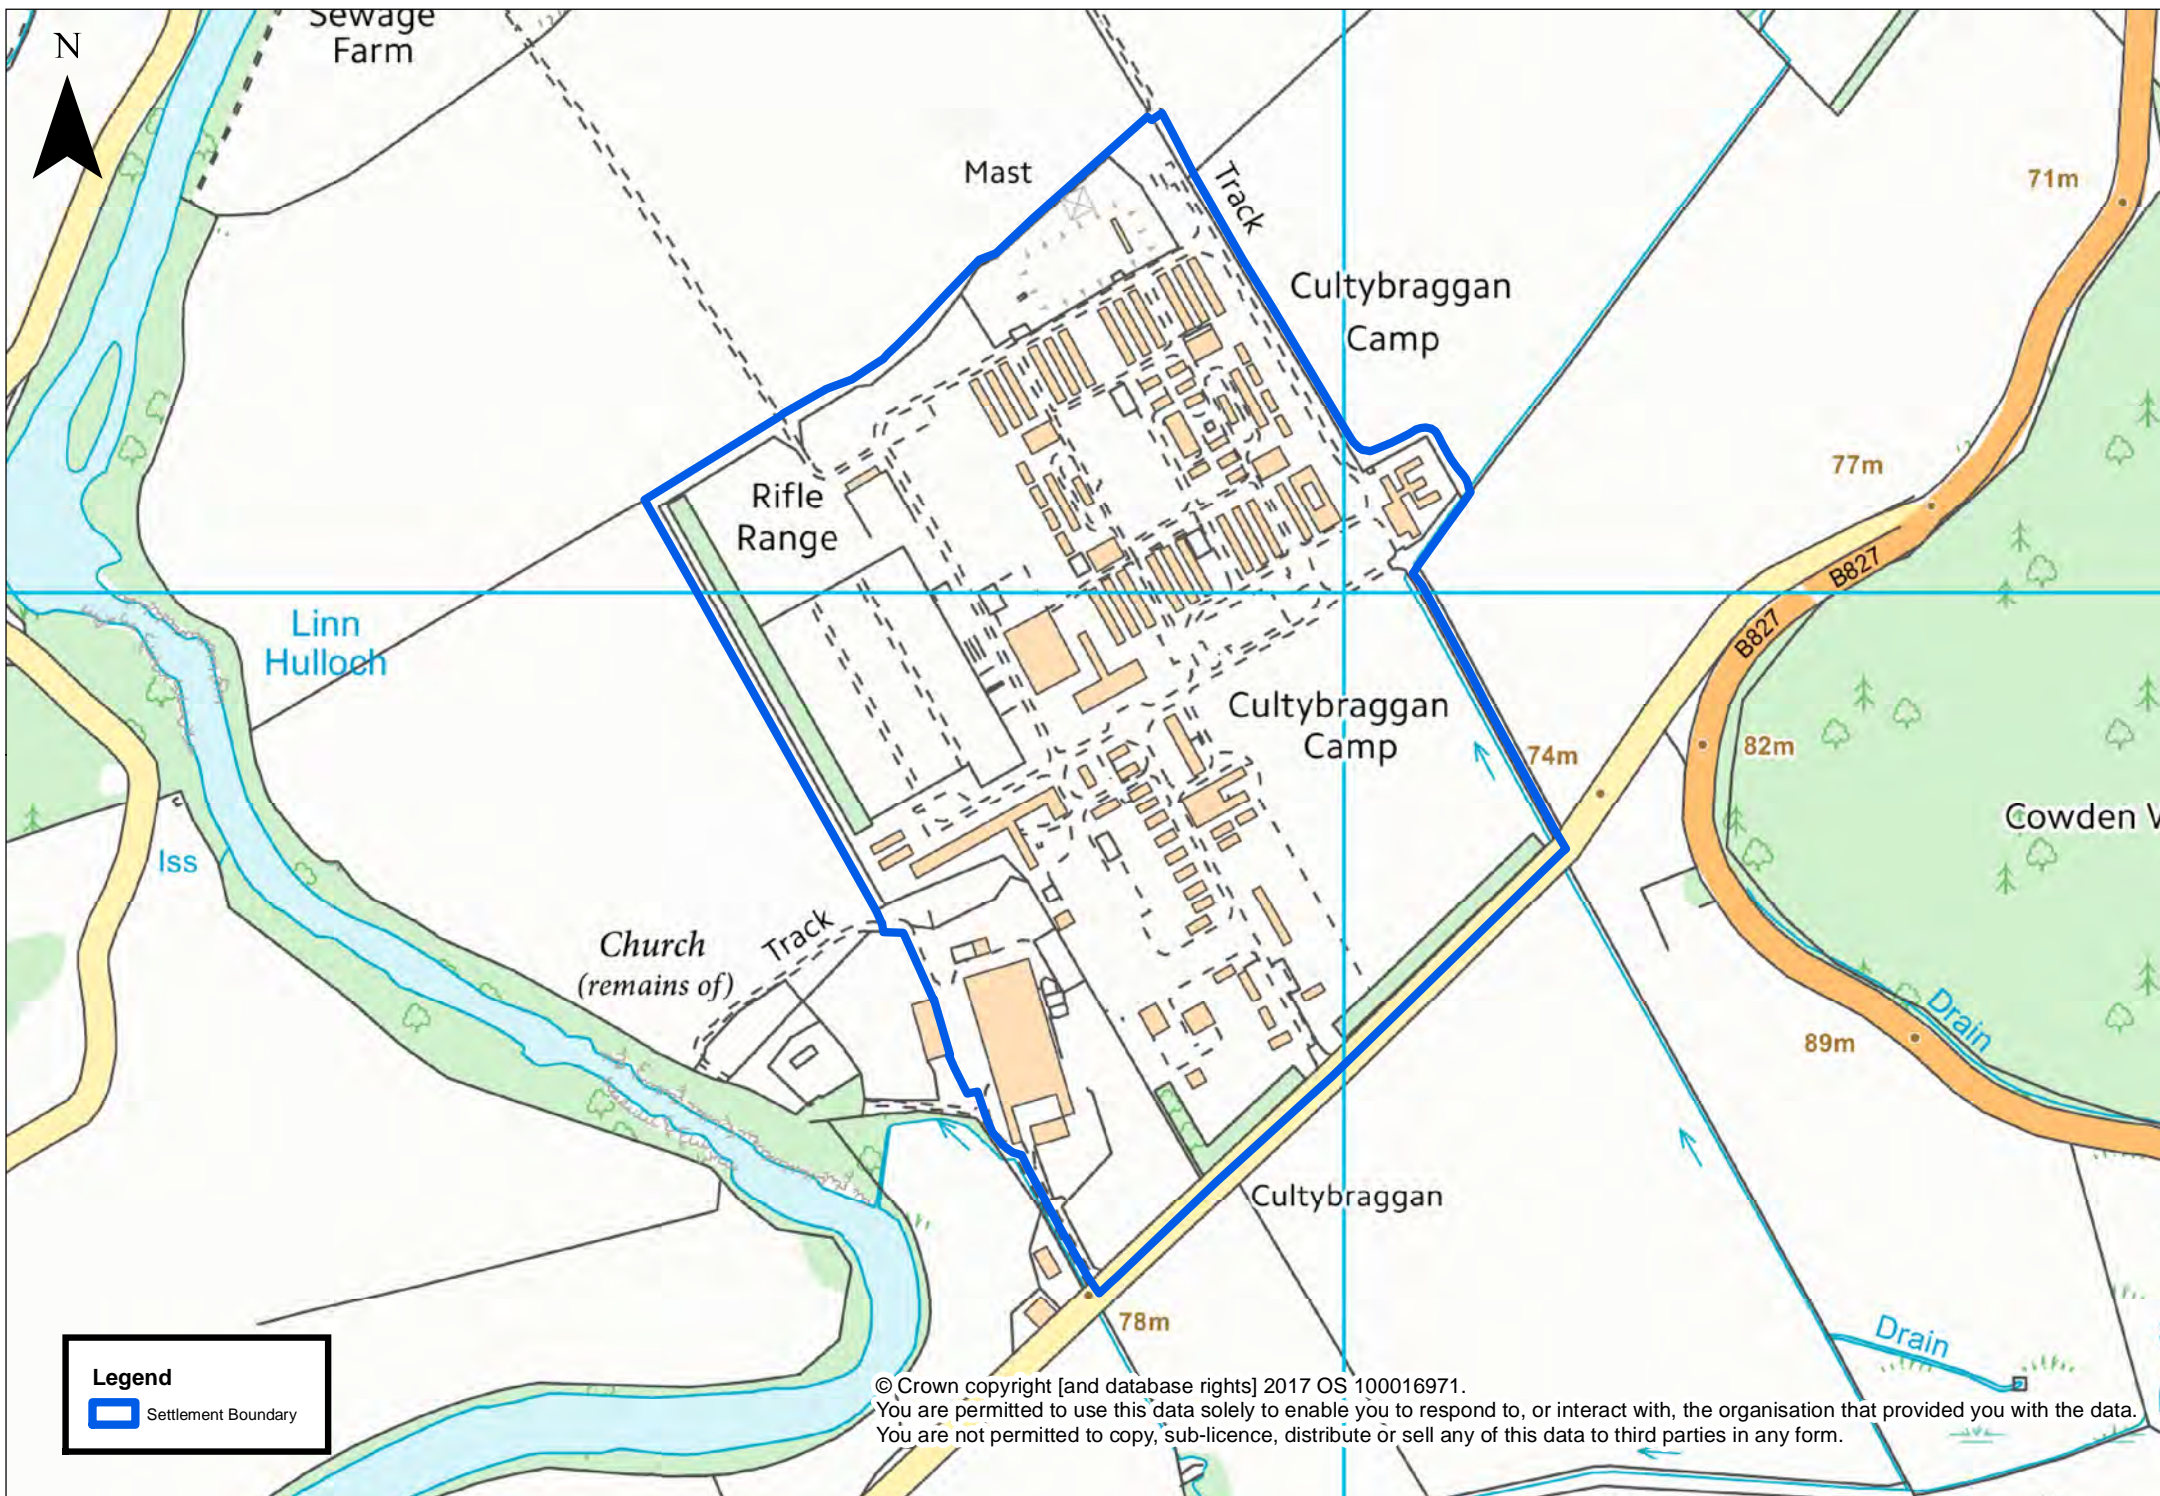 Sewage
Farm
N
Mast
Track
71m
Cultybraggan
Camp
77m
Rifle
Range
B827
B827
Linn
Hulloch
Cultybraggan
Camp
74m
82m
Cowden
Iss
Track
Church
(remains of)
Drain
89m
Cultybraggan
78m
Drain
Legend
Settlement Boundary
© Crown copyright [and database rights] 2017 OS 100016971.
You are permitted to use this data solely to enable you to respond to, or interact with, the organisation that provided you with the data.
You are not permitted to copy, sub-licence, distribute or sell any of this data to third parties in any form.